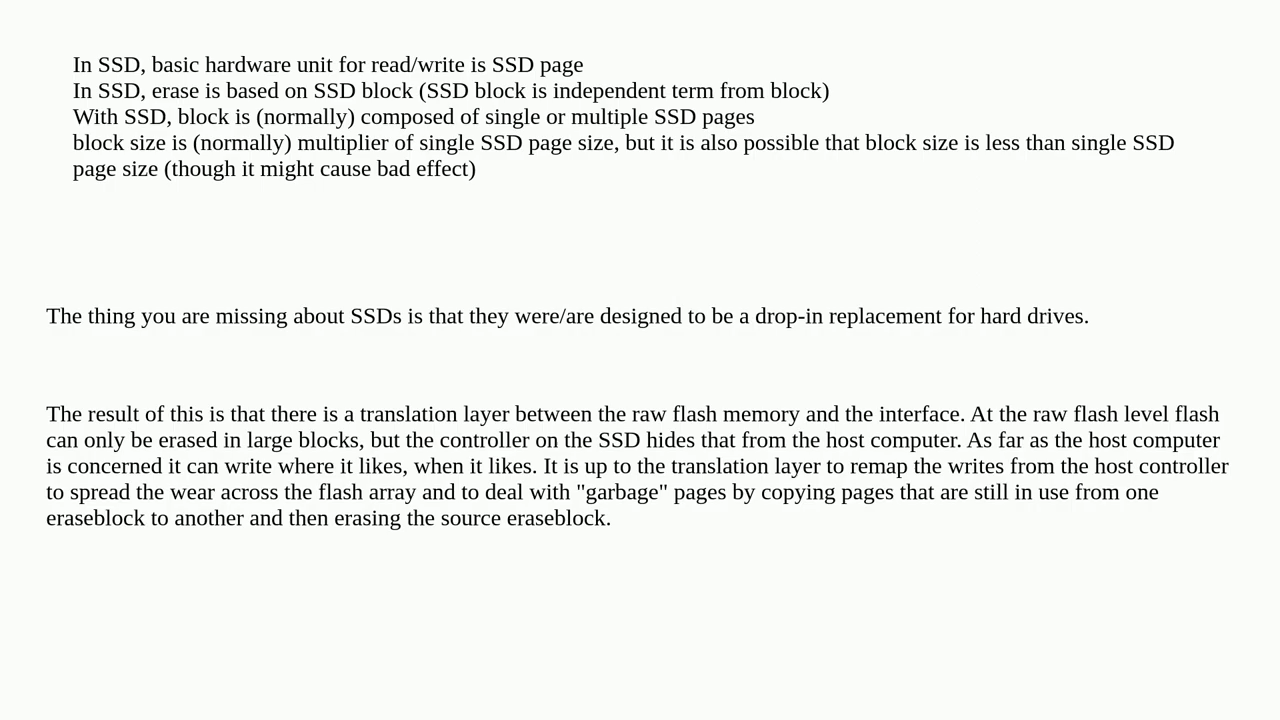 In SSD, basic hardware unit for read/write is SSD page
In SSD, erase is based on SSD block (SSD block is independent term from block)
With SSD, block is (normally) composed of single or multiple SSD pages
block size is (normally) multiplier of single SSD page size, but it is also possible that block size is less than single SSD
page size (though it might cause bad effect)
The thing you are missing about SSDs is that they were/are designed to be a drop-in replacement for hard drives.
The result of this is that there is a translation layer between the raw flash memory and the interface. At the raw flash level flash
can only be erased in large blocks, but the controller on the SSD hides that from the host computer. As far as the host computer
is concerned it can write where it likes, when it likes. It is up to the translation layer to remap the writes from the host controller
to spread the wear across the flash array and to deal with "garbage" pages by copying pages that are still in use from one
eraseblock to another and then erasing the source eraseblock.